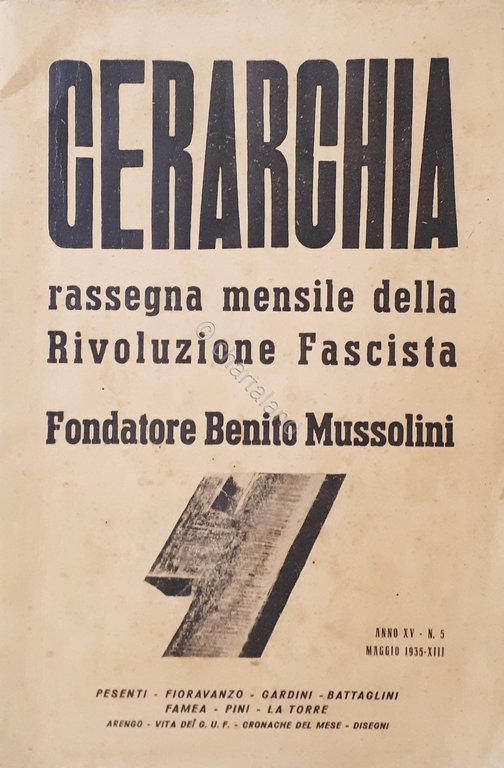 GERARCHIA
rassegna mensile della
Rivoluzione Fascista
Fondatore Benito Mussolini
ANNO XV - N. 5
MAGGIO 1935-XIII
PESENTI - FIORAVANZO - GARDINI - BATTAGLINI
FAMEA - PINI - LA TORRE
ARENGO - VITA DEI G. U. F. - CRONACHE DEL MESE - DISEGNI